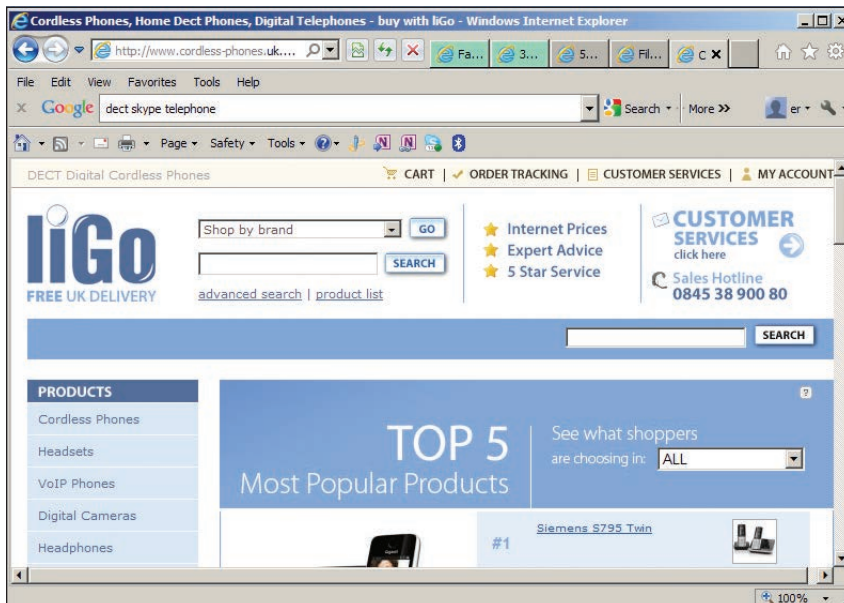 Cordless Phones, Home Dect Phones, Digital Telephones - buy with liGo - Windows Internet Explorer
http://www.cordless-phones.uk....
Fa... 3... 5... Fil... C
File Edit View Favorites Tools Help
Google dect skype telephone Search More >> er
Page Safety Tools
DECT Digital Cordless Phones CART | ORDER TRACKING | CUSTOMER SERVICES | MY ACCOUNT
liGo
FREE UK DELIVERY
Shop by brand GO
SEARCH
advanced search | product list
Internet Prices
Expert Advice
5 Star Service
CUSTOMER
SERVICES
click here
Sales Hotline
0845 38 900 80
SEARCH
PRODUCTS
Cordless Phones
Headsets
VoIP Phones
Digital Cameras
Headphones
TOP 5
Most Popular Products
See what shoppers
are choosing in: ALL
#1 Siemens S795 Twin
100%